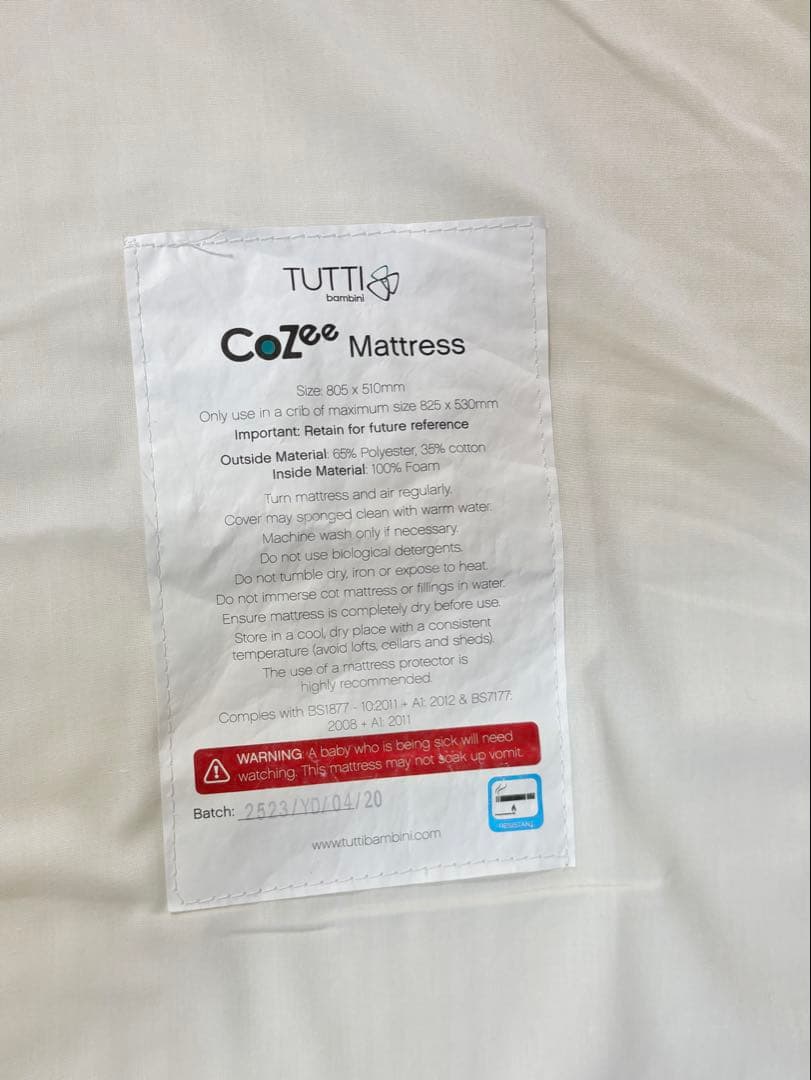 TUTTI
bambini
CoZee Mattress
Size: 805 x 510mm
Only use in a crib of maximum size 825 x 530mm
Important: Retain for future reference
Outside Material: 65% Polyester, 35% cotton
Inside Material: 100% Foam
Turn mattress and air regularly.
Cover may sponged clean with warm water.
Machine wash only if necessary.
Do not use biological detergents.
Do not tumble dry, iron or expose to heat.
Do not immerse cot mattress or fillings in water.
Ensure mattress is completely dry before use.
Store in a cool, dry place with a consistent
temperature (avoid lofts, cellars and sheds).
The use of a mattress protector is
highly recommended.
Complies with BS1877 - 10:2011 + A1: 2012 & BS7177:
2008 + A1: 2011
WARNING: A baby who is being sick will need
watching. This mattress may not soak up vomit.
Batch: 2523/YD/04/20
RESISTANT
www.tuttibambini.com